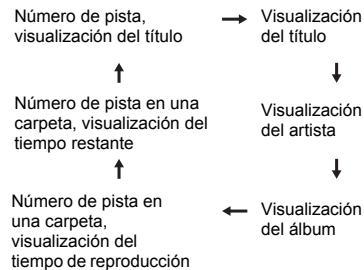 Número de pista,
visualización del título
Visualización
del título
Número de pista en una
carpeta, visualización del
tiempo restante
Visualización
del artista
Número de pista en
una carpeta,
visualización del
tiempo de reproducción
Visualización
del álbum